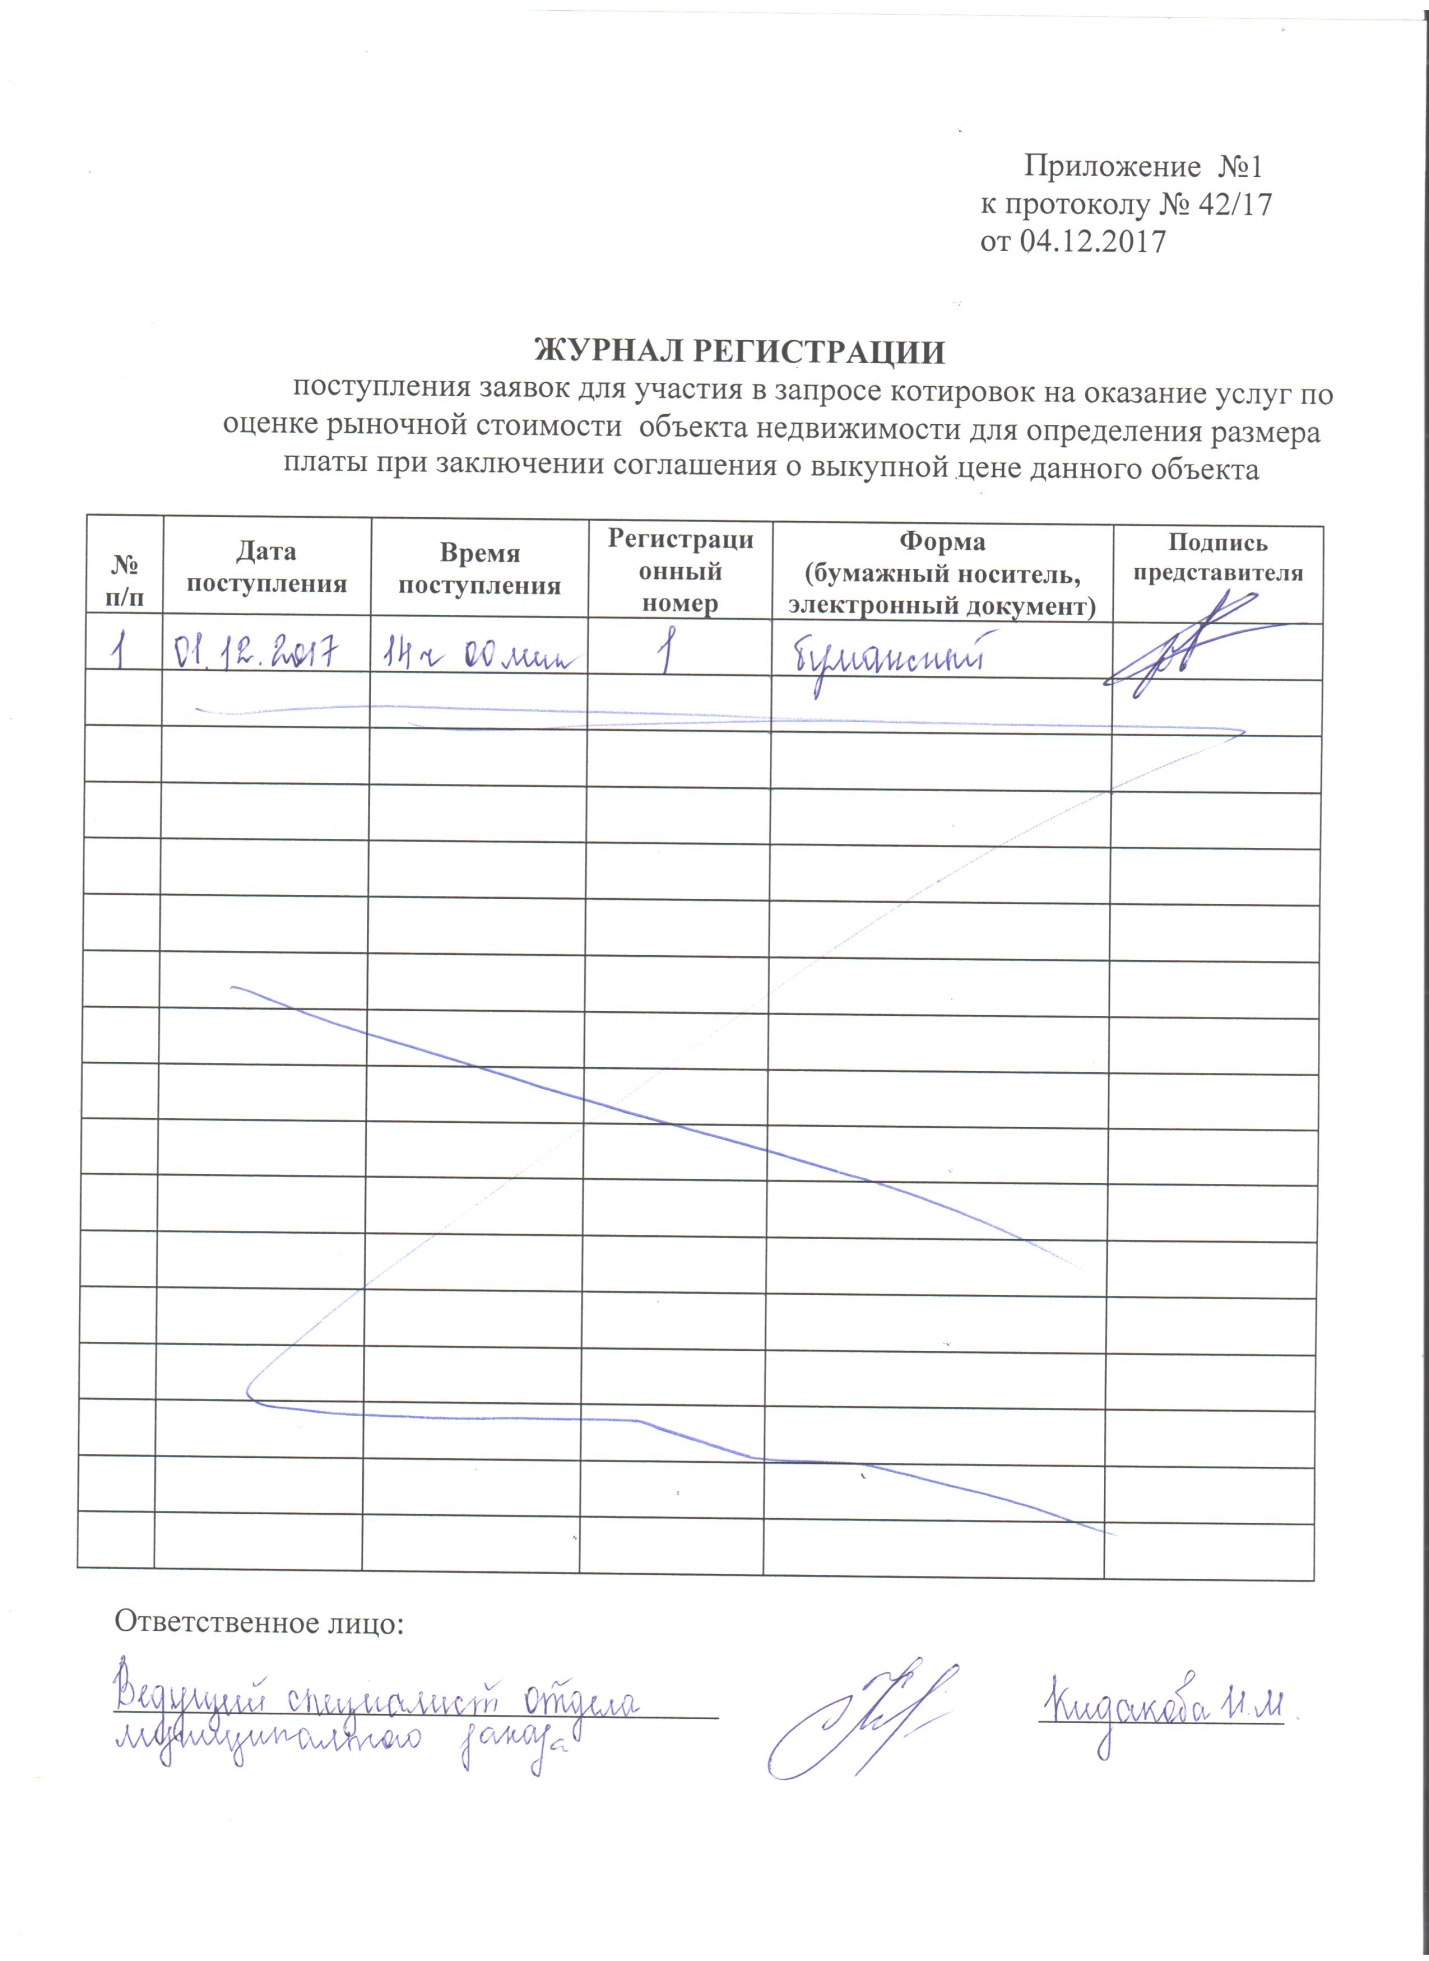 Приложение №1
к протоколу № 42/17
от 04.12.2017
ЖУРНАЛ РЕГИСТРАЦИИ
поступления заявок для участия в запросе котировок на оказание услуг по
оценке рыночной стоимости объекта недвижимости для определения размера
платы при заключении соглашения о выкупной цене данного объекта
№
п/п
Дата
поступления
Время
поступления
Регистраци
онный
номер
Форма
(бумажный носитель,
электронный документ)
Подпись
представителя
1 01.12.2017 14ч 00мин 1 бумажный
Ответственное лицо:
Ведущий специалист отдела
муниципального заказа
Кидакоева И.М.